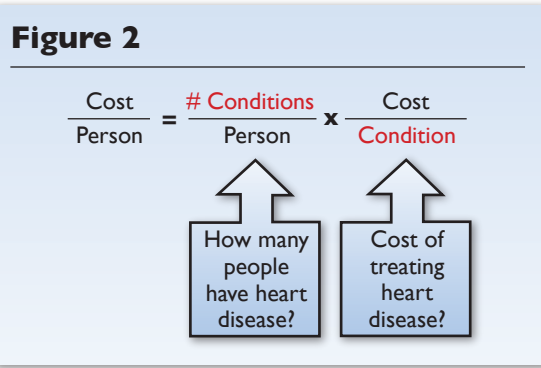 Figure 2
Cost = # Conditions x Cost
Person Person Condition
How many
people
have heart
disease?
Cost of
treating
heart
disease?